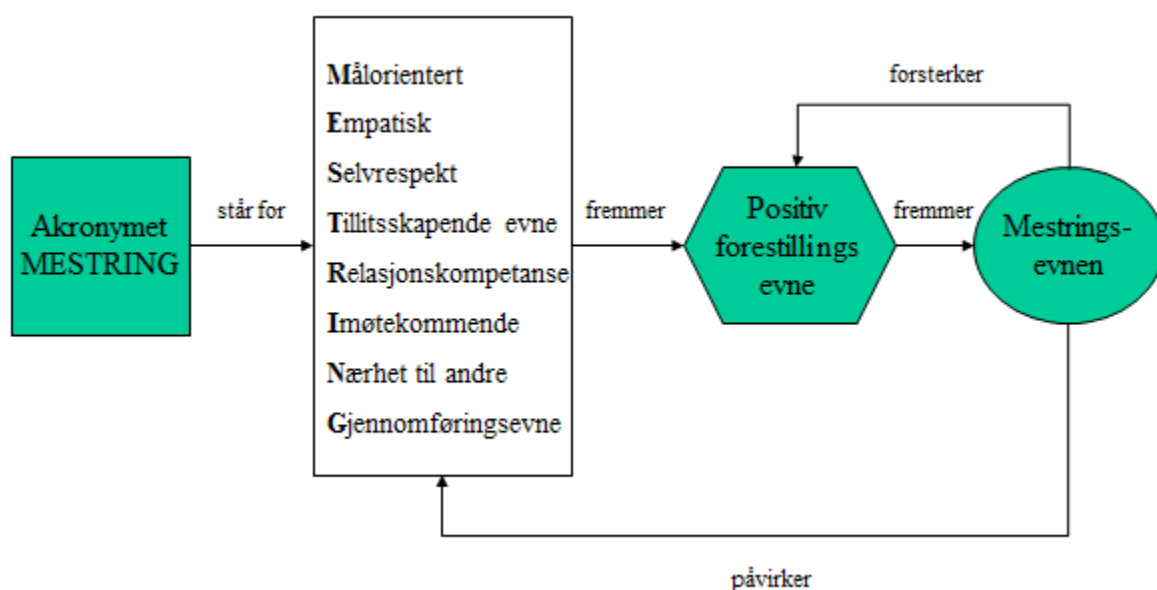 Akronymet
MESTRING
står for
Målorientert
Empatisk
Selvrespekt
Tillitsskapende evne
Relasjonskompetanse
Imøtekommende
Nærhet til andre
Gjennomføringsevne
fremmer
Positiv
forestillings
evne
fremmer
Mestrings-
evnen
forsterker
påvirker